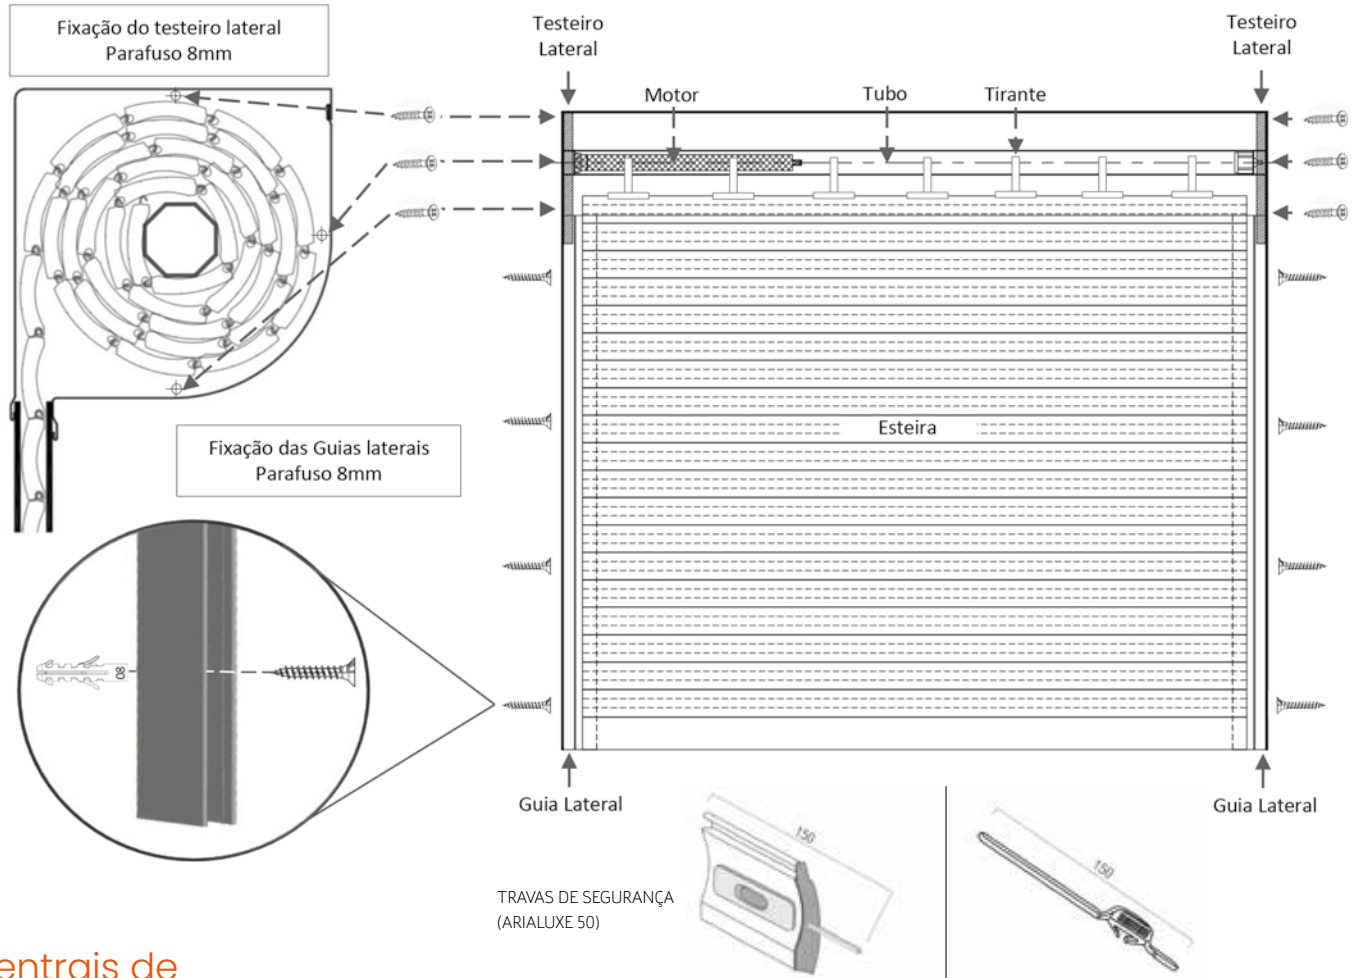 Fixação do testeiro lateral
Parafuso 8mm
Testeiro
Lateral
Testeiro
Lateral
Motor
Tubo
Tirante
Esteira
Fixação das Guias laterais
Parafuso 8mm
08
Guia Lateral
Guia Lateral
150
150
TRAVAS DE SEGURANÇA
(ARIALUXE 50)
entrais de